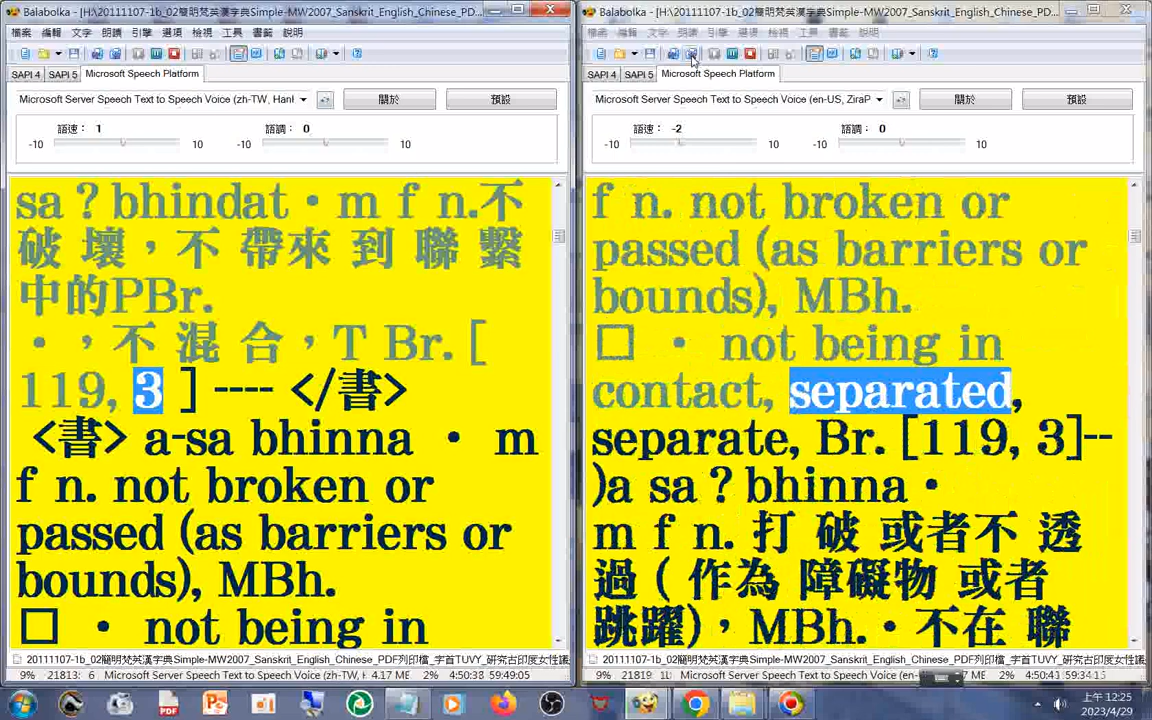 Balabolka - [H:\20111107-1b_02簡明梵英漢字典Simple-MW2007_Sanskrit_English_Chinese_PD...
檔案 編輯 文字 朗讀 引擎 選項 檢視 工具 書籤 說明
SAPI 4 SAPI 5 Microsoft Speech Platform
Microsoft Server Speech Text to Speech Voice (zh-TW, Hanl
關於 預設
語速： 1 語調： 0
-10 10 -10 10
sa ? bhindat‧m f n.不
破 壞，不 帶來 到 聯 繫
中的PBr.
‧，不 混 合，T Br. [
119, 3 ] ---- </書>
<書> a-sa bhinna ‧ m
f n. not broken or
passed (as barriers or
bounds), MBh.
□ ‧ not being in
20111107-1b_02簡明梵英漢字典Simple-MW2007_Sanskrit_English_Chinese_PDF列印檔_字首TUVY_研究古印度女性議
9% 21813: 6 Microsoft Server Speech Text to Speech Voice (zh-TW, H 4.17 ME 2% 4:50:38 59:49:05
Balabolka - [H:\20111107-1b_02簡明梵英漢字典Simple-MW2007_Sanskrit_English_Chinese_PD...
檔案 編輯 文字 朗讀 引擎 選項 檢視 工具 書籤 說明
SAPI 4 SAPI 5 Microsoft Speech Platform
Microsoft Server Speech Text to Speech Voice (en-US, ZiraP
關於 預設
語速： -2 語調： 0
-10 10 -10 10
f n. not broken or
passed (as barriers or
bounds), MBh.
□ ‧ not being in
contact, separated,
separate, Br. [119, 3]--
)a sa ? bhinna‧
m f n. 打 破 或者不 透
過 ( 作為 障礙物 或者
跳躍)，MBh.‧不在 聯
20111107-1b_02簡明梵英漢字典Simple-MW2007_Sanskrit_English_Chinese_PDF列印檔_字首TUVY_研究古印度女性議
9% 21819: 1 Microsoft Server Speech Text to Speech Voice 4.17 ME 2% 4:50:41 59:34:15
上午 12:25
2023/4/29